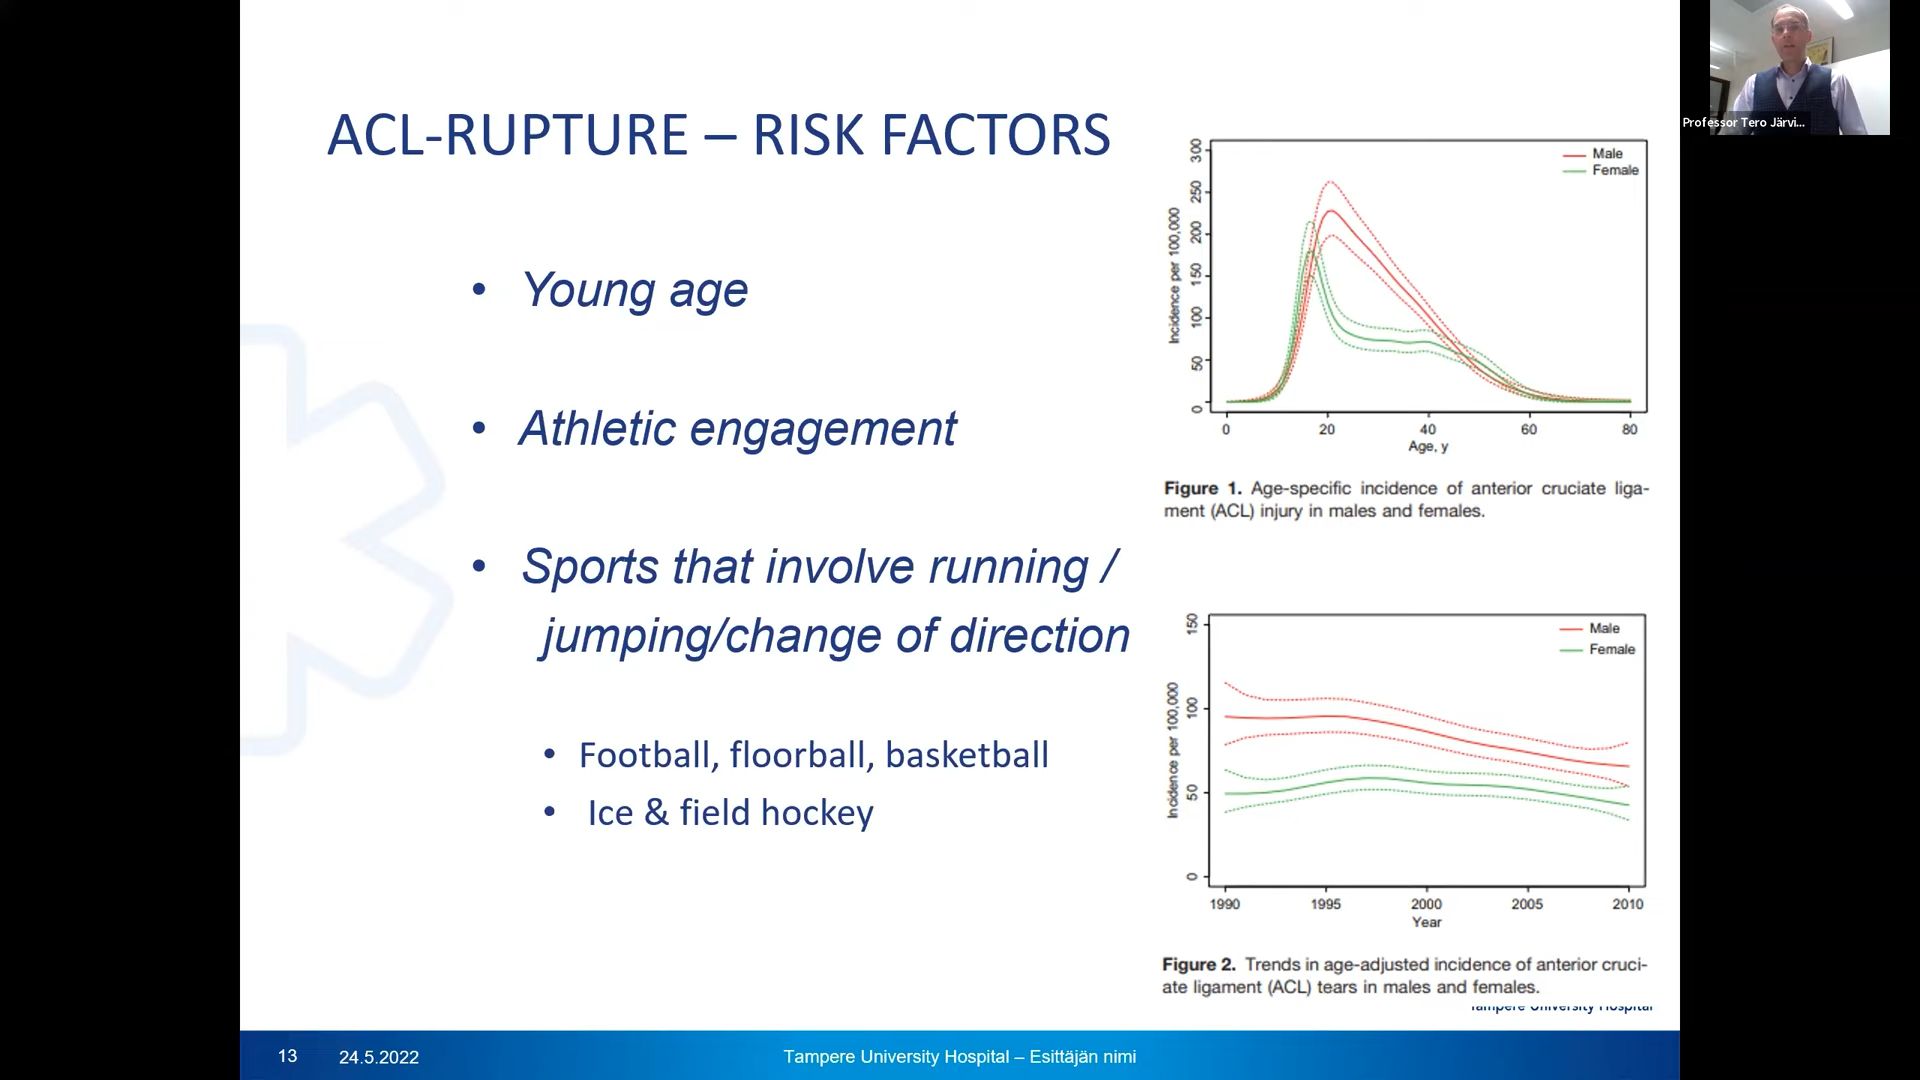 ACL-RUPTURE – RISK FACTORS
• Young age
• Athletic engagement
• Sports that involve running /
jumping/change of direction
• Football, floorball, basketball
• Ice & field hockey
Male
Female
Incidence per 100,000
0 50 100 150 200 250 300
0 20 40 60 80
Age, y
Figure 1. Age-specific incidence of anterior cruciate liga-
ment (ACL) injury in males and females.
Male
Female
Incidence per 100,000
0 50 100 150
1990 1995 2000 2005 2010
Year
Figure 2. Trends in age-adjusted incidence of anterior cruci-
ate ligament (ACL) tears in males and females.
Tampere University Hospital
13 24.5.2022 Tampere University Hospital – Esittäjän nimi
Professor Tero Järvi...